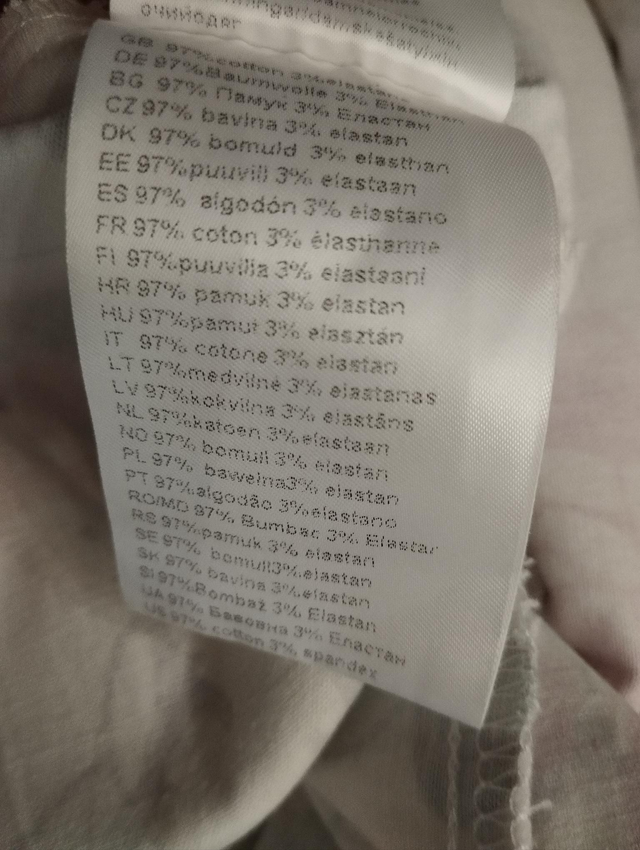 очийодяг
GB 97%cotton 3%elastan
DE 97%Baumwolle 3% Elasthan
BG 97% Памук 3% Еластан
CZ 97% bavlna 3% elastan
DK 97% bomuld 3% elasthan
EE 97%puuvill 3% elastaan
ES 97% algodón 3% elastano
FR 97% coton 3% élasthanne
FI 97%puuvilla 3% elastaani
HR 97% pamuk 3% elastan
HU 97%pamut 3% elasztán
IT 97% cotone 3% elastan
LT 97%medvilnė 3% elastanas
LV 97%kokvilna 3% elastāns
NL 97%katoen 3%elastaan
NO 97% bomull 3% elastan
PL 97% bawełna3% elastan
PT 97%algodão 3%elastano
RO/MD 97% Bumbac 3% Elastan
RS 97%pamuk 3% elastan
SE 97% bomull3%elastan
SK 97% bavlna 3%elastan
SI 97%Bombaž 3% Elastan
UA 97% Бавовна 3% Еластан
US 97% cotton 3% spandex